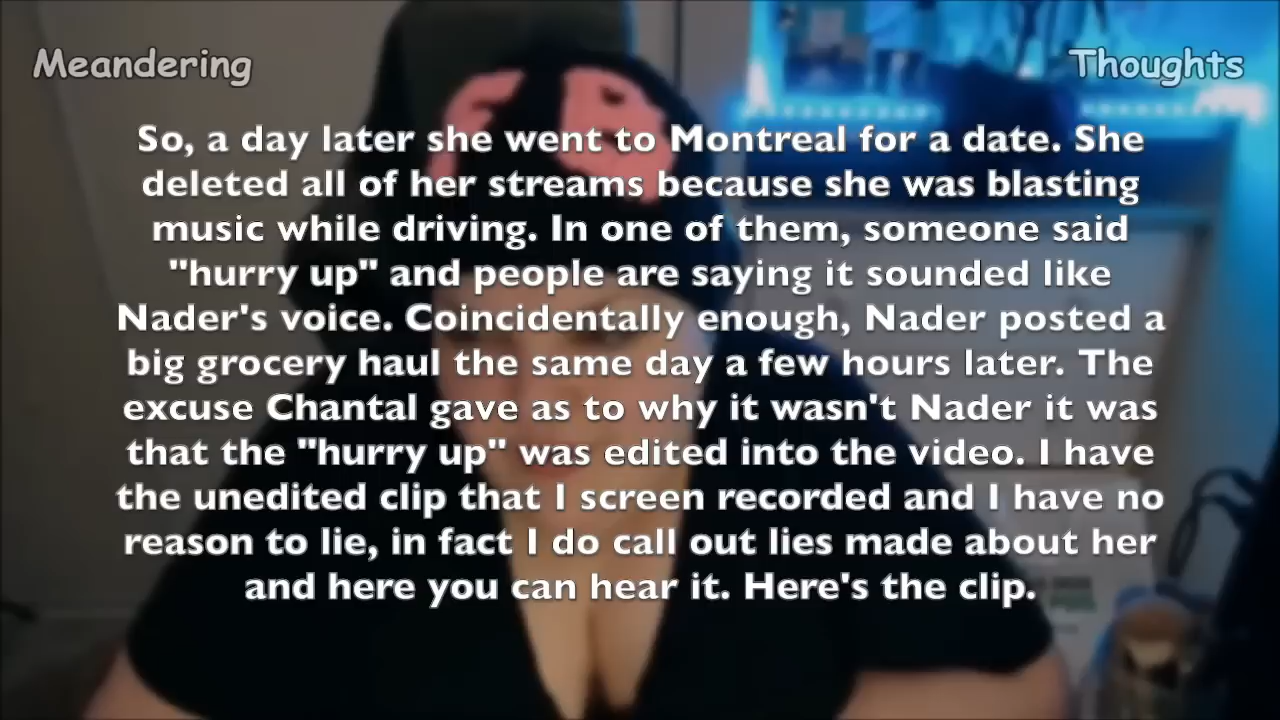 Meandering
Thoughts
So, a day later she went to Montreal for a date. She
deleted all of her streams because she was blasting
music while driving. In one of them, someone said
"hurry up" and people are saying it sounded like
Nader's voice. Coincidentally enough, Nader posted a
big grocery haul the same day a few hours later. The
excuse Chantal gave as to why it wasn't Nader it was
that the "hurry up" was edited into the video. I have
the unedited clip that I screen recorded and I have no
reason to lie, in fact I do call out lies made about her
and here you can hear it. Here's the clip.